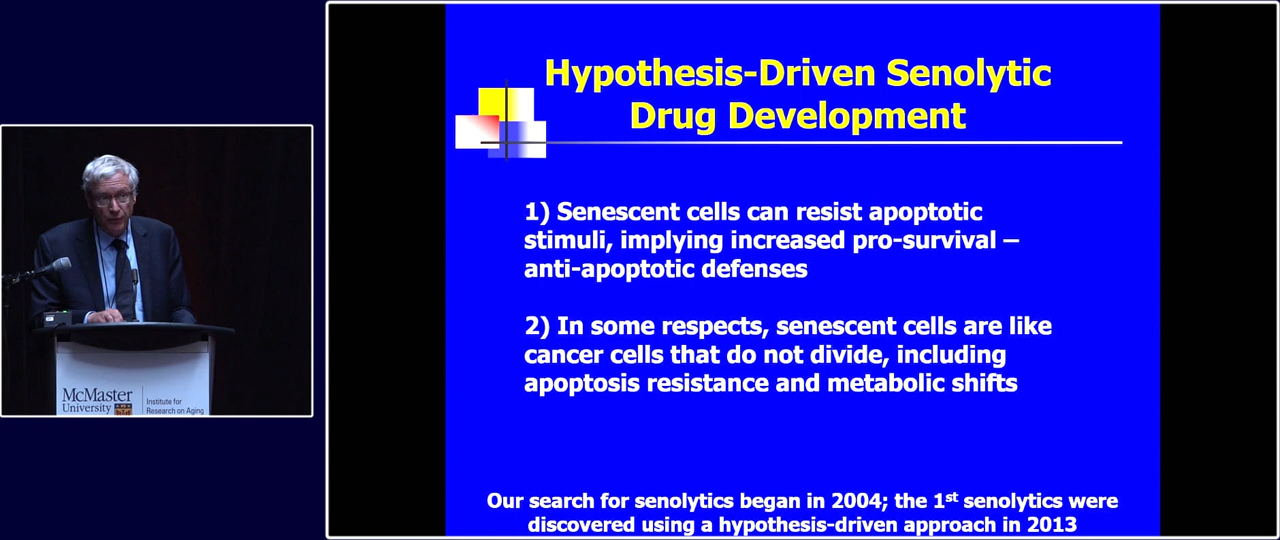 Hypothesis-Driven Senolytic
Drug Development
1) Senescent cells can resist apoptotic
stimuli, implying increased pro-survival –
anti-apoptotic defenses
2) In some respects, senescent cells are like
cancer cells that do not divide, including
apoptosis resistance and metabolic shifts
Our search for senolytics began in 2004; the 1st senolytics were
discovered using a hypothesis-driven approach in 2013
McMaster
University
Institute for
Research on Aging